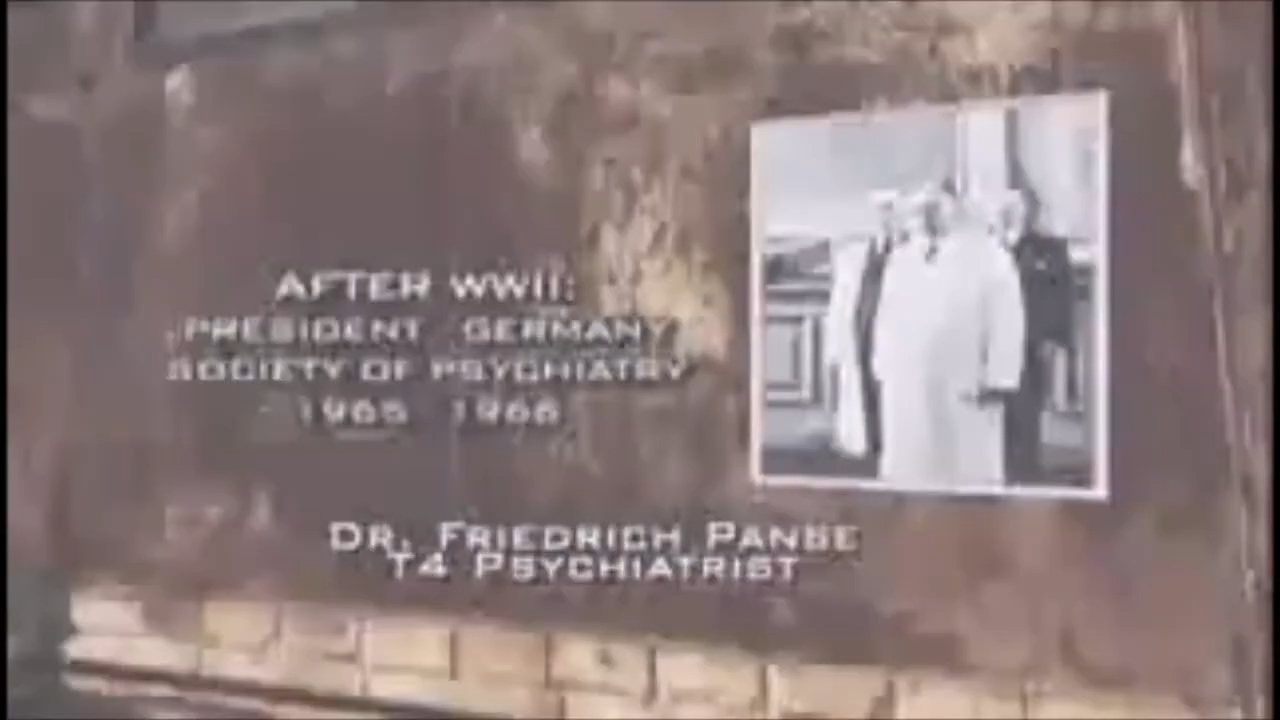 AFTER WWII:
PRESIDENT GERMANY
SOCIETY OF PSYCHIATRY
1965 1966
DR. FRIEDRICH PANSE
T4 PSYCHIATRIST